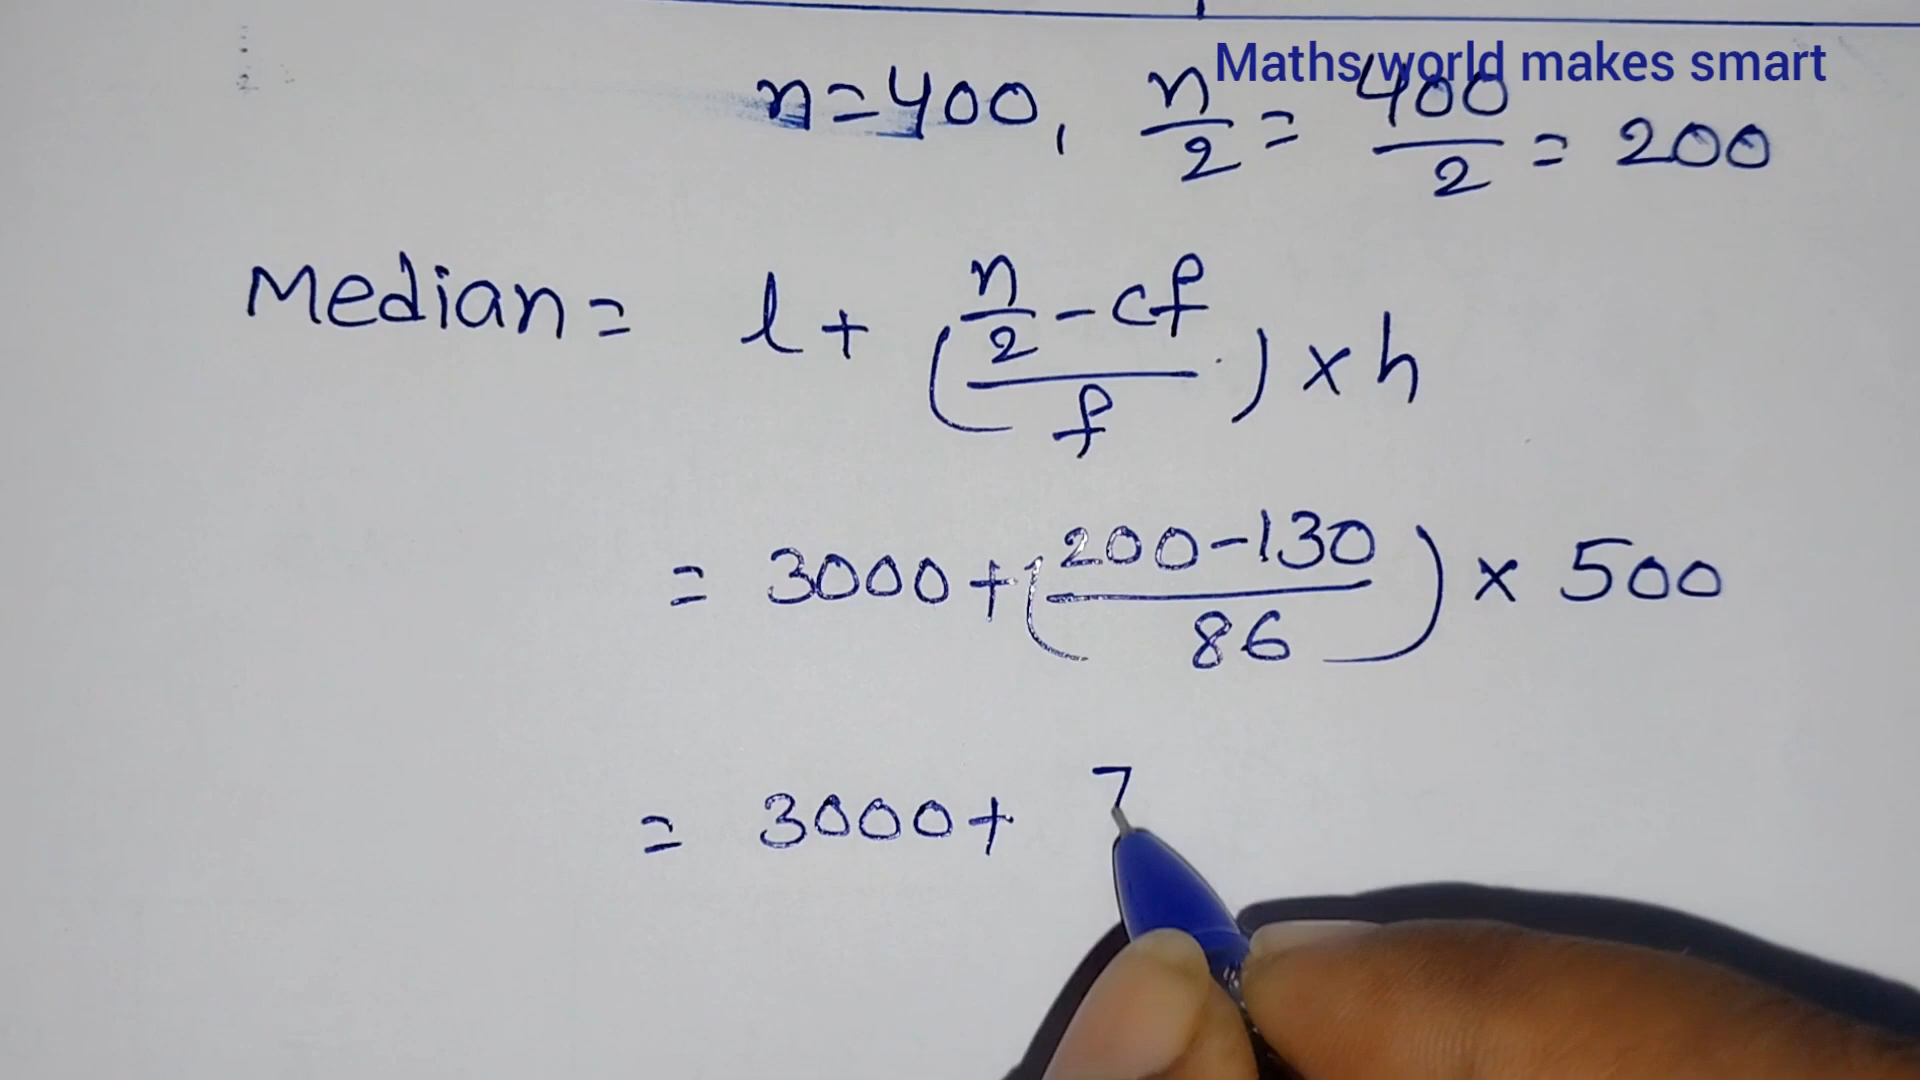 Maths world makes smart
n=400, n/2 = 400/2 = 200
Median = l + (n/2 - cf / f) × h
= 3000 + (200-130 / 86) × 500
= 3000 + 7